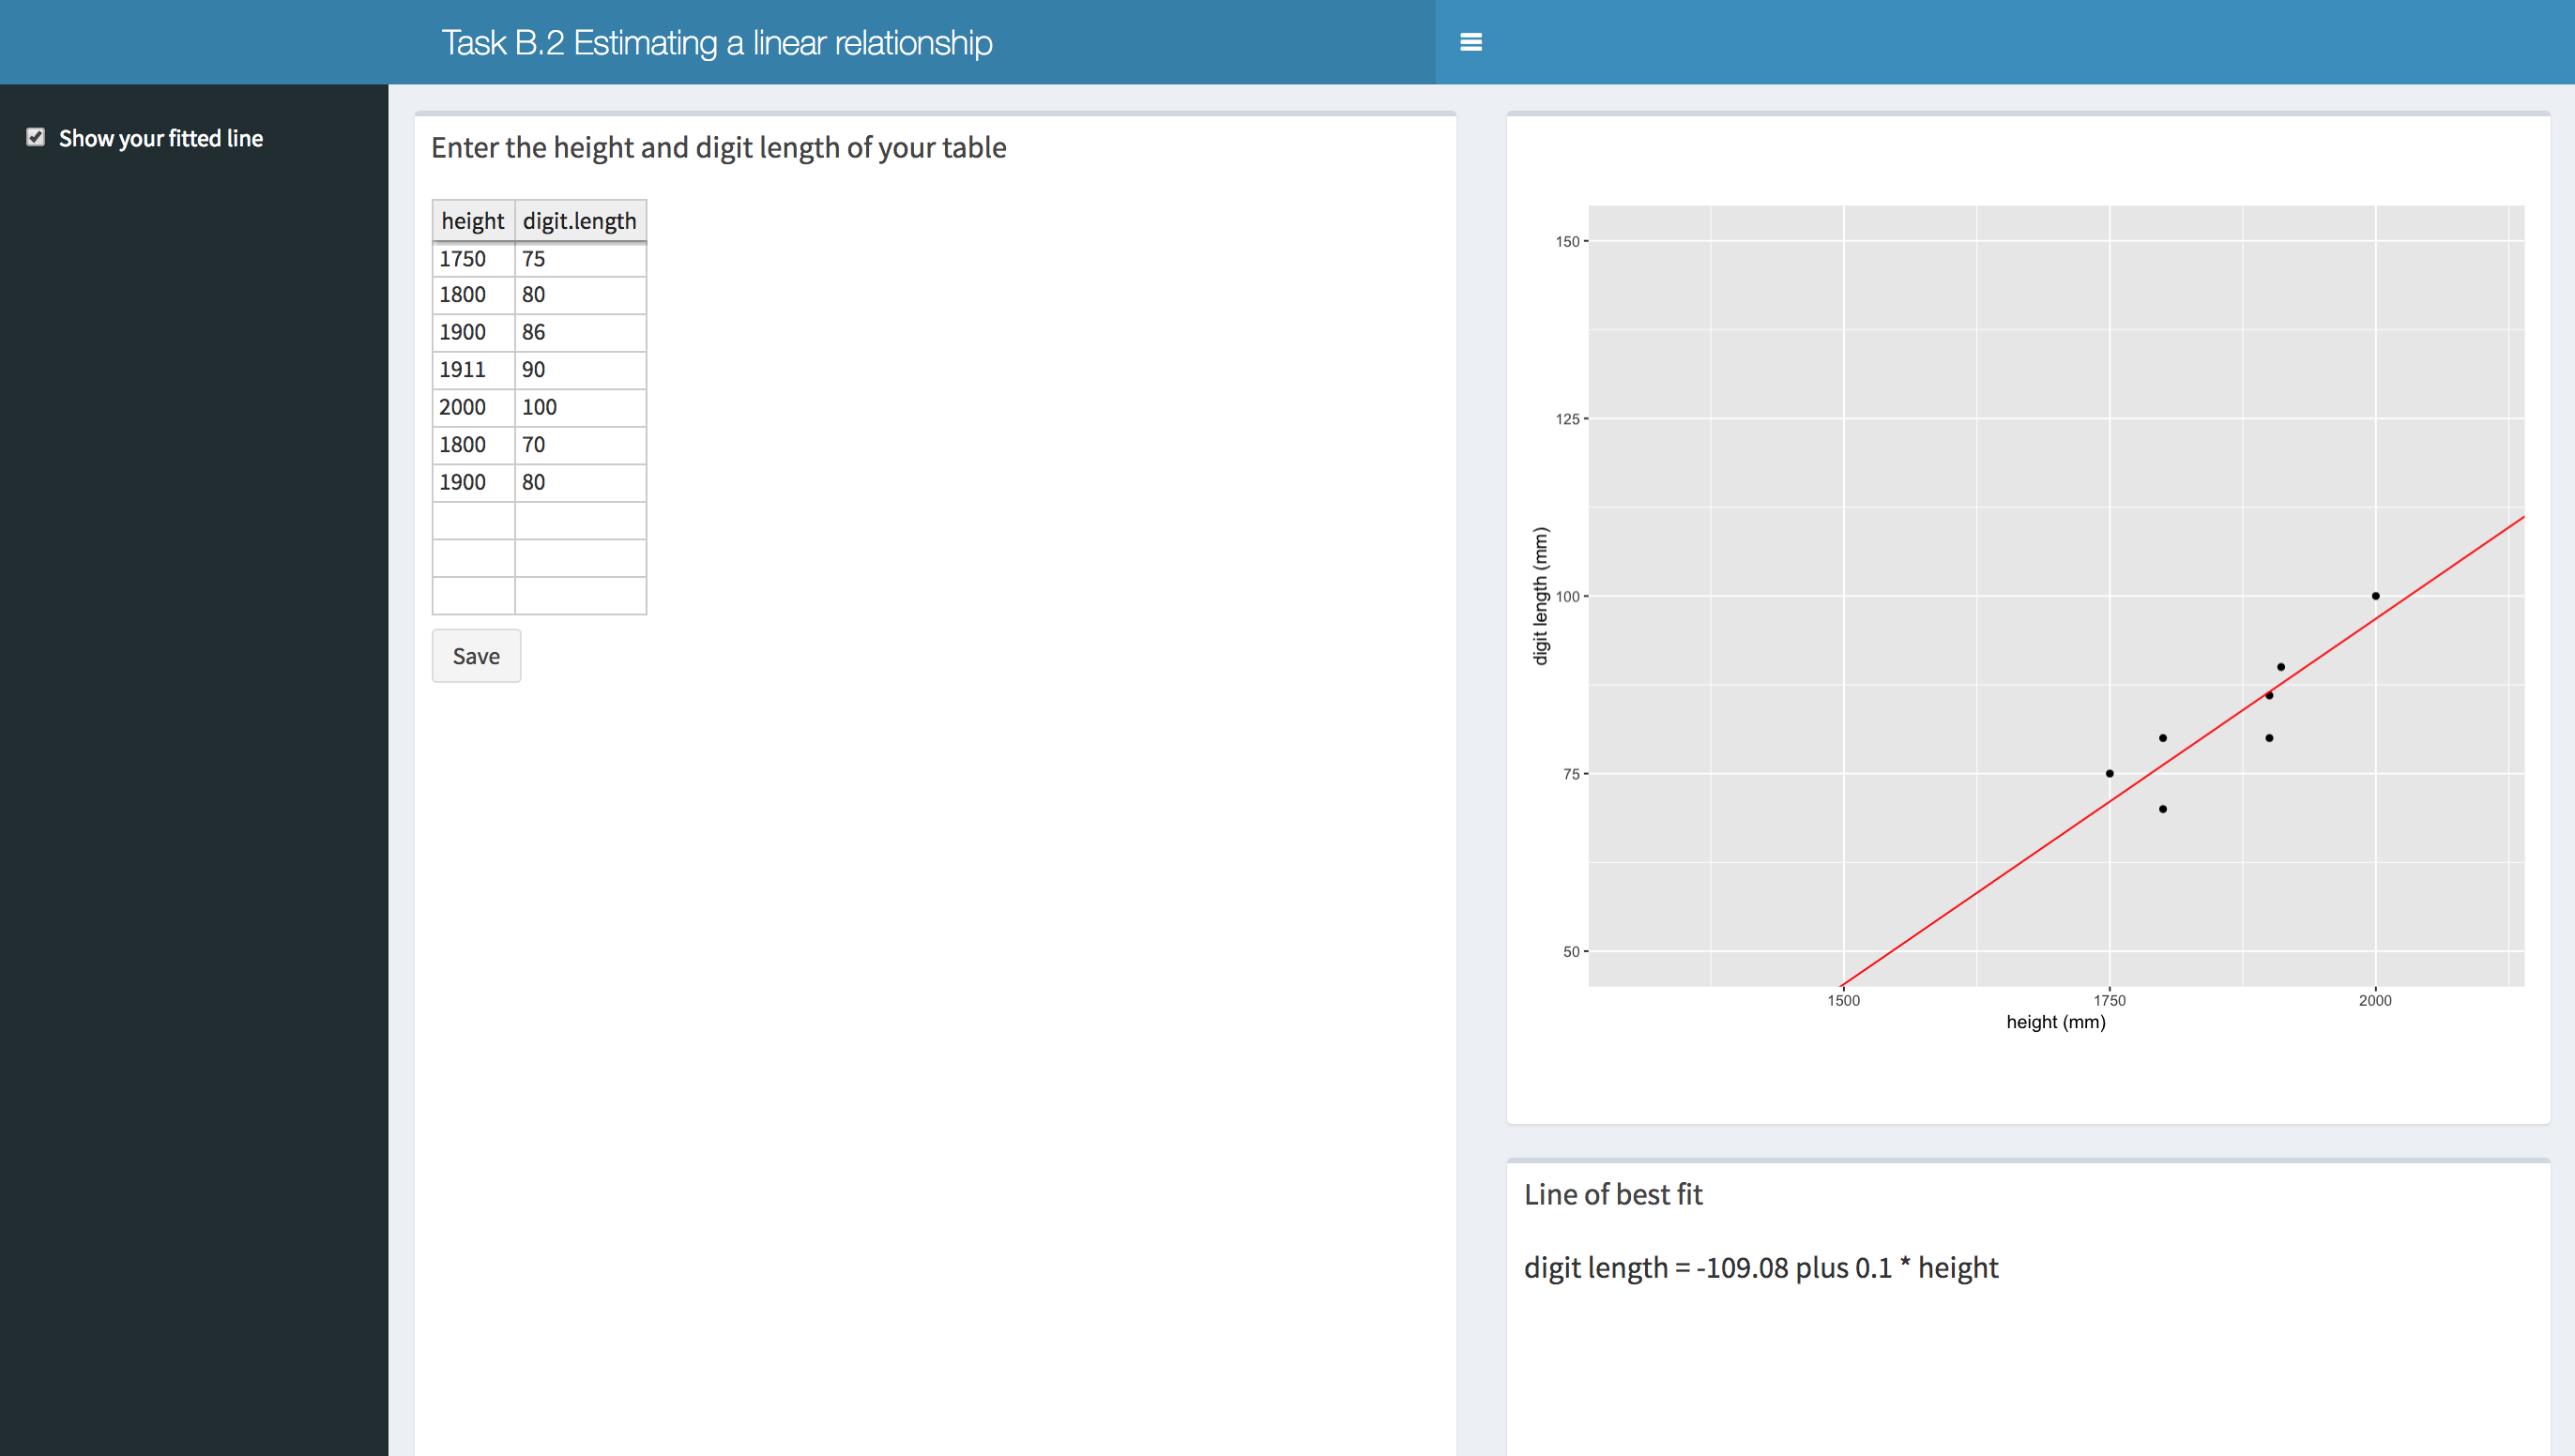 Task B.2 Estimating a linear relationship
Show your fitted line
Enter the height and digit length of your table
height digit.length
1750 75
1800 80
1900 86
1911 90
2000 100
1800 70
1900 80
Save
150
125
100
75
50
digit length (mm)
1500 1750 2000
height (mm)
Line of best fit
digit length = -109.08 plus 0.1 * height